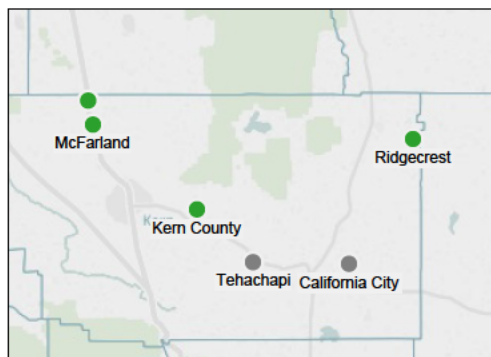 McFarland
Ridgecrest
Kern County
Tehachapi
California City